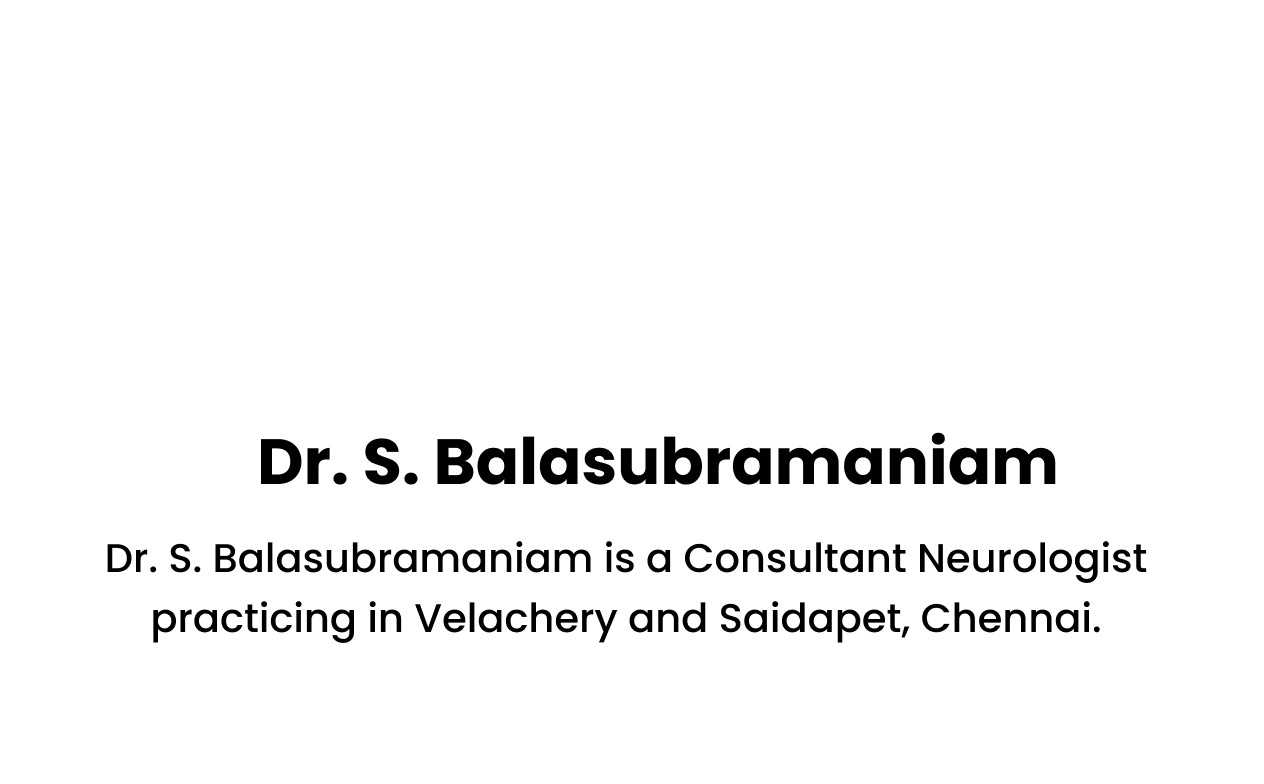 Dr. S. Balasubramaniam
Dr. S. Balasubramaniam is a Consultant Neurologist
practicing in Velachery and Saidapet, Chennai.